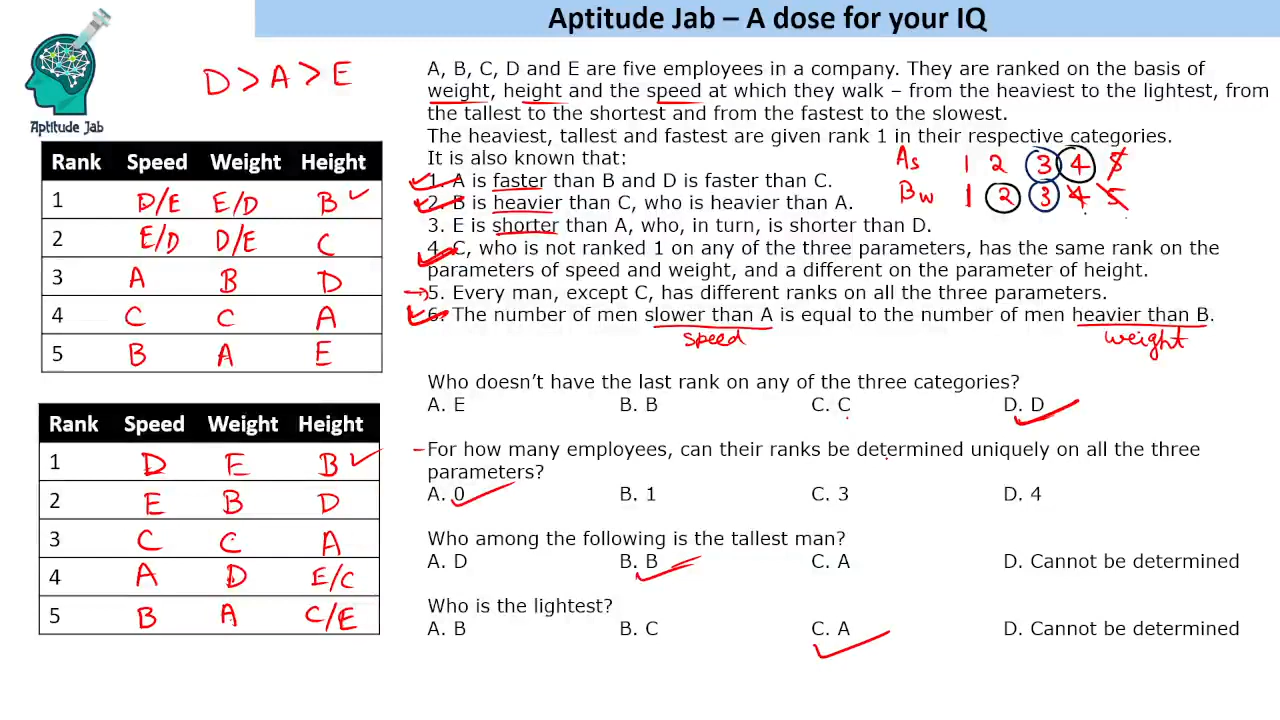 Aptitude Jab – A dose for your IQ
Aptitude Jab
D > A > E
A, B, C, D and E are five employees in a company. They are ranked on the basis of
weight, height and the speed at which they walk – from the heaviest to the lightest, from
the tallest to the shortest and from the fastest to the slowest.
The heaviest, tallest and fastest are given rank 1 in their respective categories.
It is also known that:
1. A is faster than B and D is faster than C.
2. B is heavier than C, who is heavier than A.
3. E is shorter than A, who, in turn, is shorter than D.
4. C, who is not ranked 1 on any of the three parameters, has the same rank on the
parameters of speed and weight, and a different on the parameter of height.
5. Every man, except C, has different ranks on all the three parameters.
6. The number of men slower than A is equal to the number of men heavier than B.
speed weight
As 1 2 3 4 5
Bw 1 2 3 4 5
Rank Speed Weight Height
1 D/E E/D B
2 E/D D/E C
3 A B D
4 C C A
5 B A E
Rank Speed Weight Height
1 D E B
2 E B D
3 C C A
4 A D E/C
5 B A C/E
Who doesn’t have the last rank on any of the three categories?
A. E B. B C. C D. D
For how many employees, can their ranks be determined uniquely on all the three
parameters?
A. 0 B. 1 C. 3 D. 4
Who among the following is the tallest man?
A. D B. B C. A D. Cannot be determined
Who is the lightest?
A. B B. C C. A D. Cannot be determined